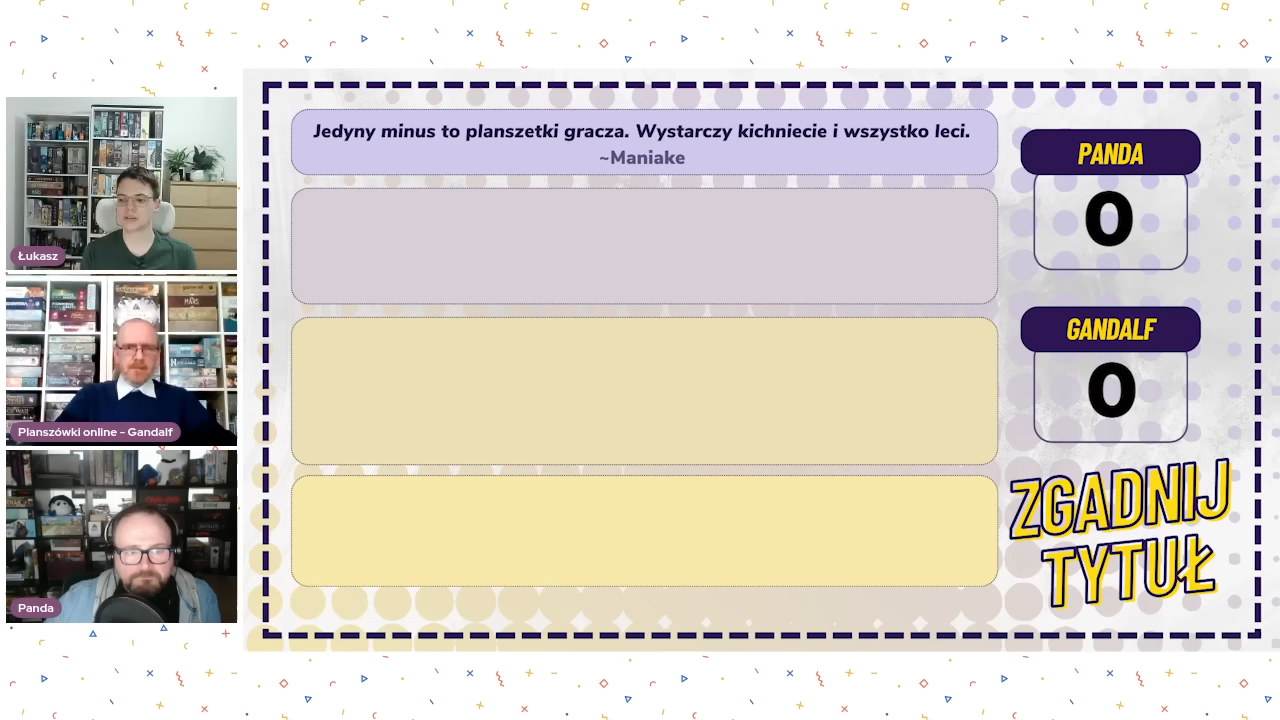 Jedyny minus to planszetki gracza. Wystarczy kichniecie i wszystko leci.
~Maniake
PANDA
0
GANDALF
0
ZGADNIJ
TYTUŁ
Łukasz
MARS
Planszówki online - Gandalf
Panda